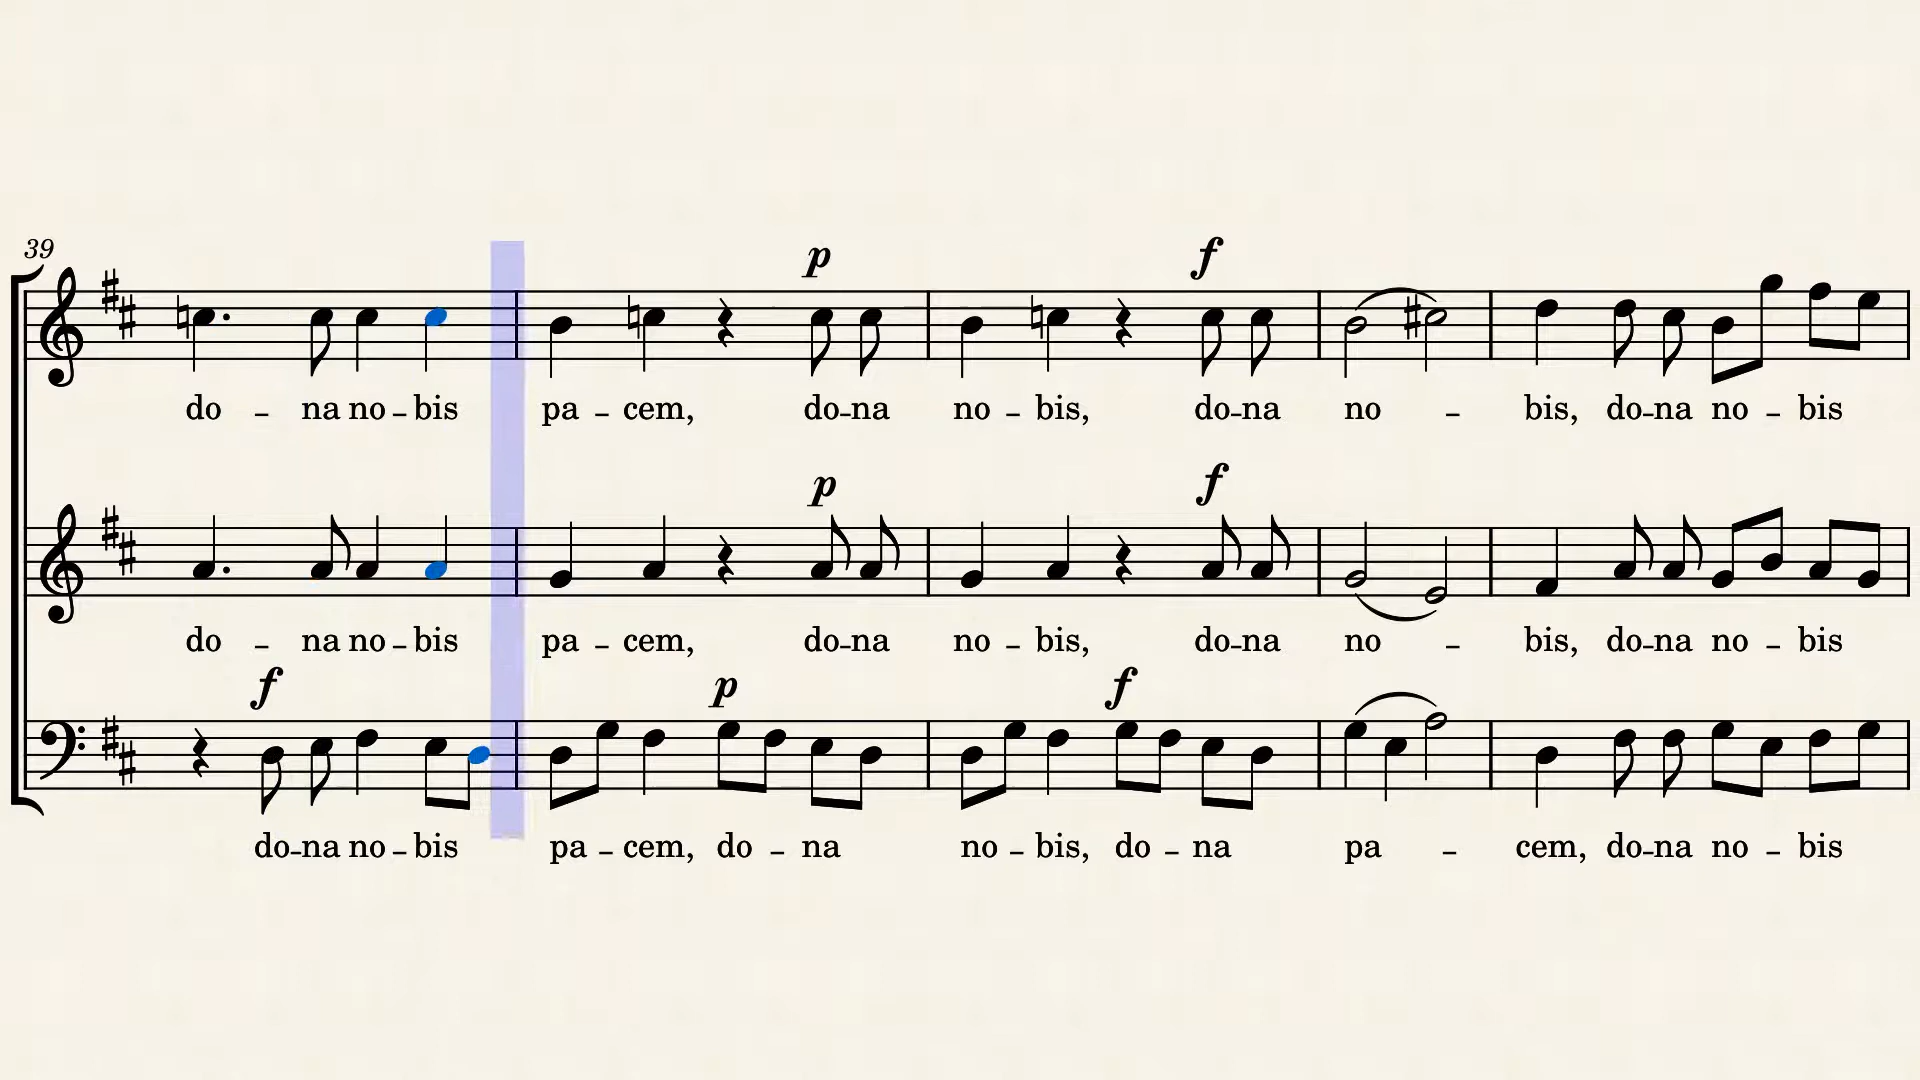 39
p f
do - na no - bis pa - cem, do - na no - bis, do - na no - bis, do - na no - bis
p f
do - na no - bis pa - cem, do - na no - bis, do - na no - bis, do - na no - bis
f p f
do - na no - bis pa - cem, do - na no - bis, do - na pa - cem, do - na no - bis